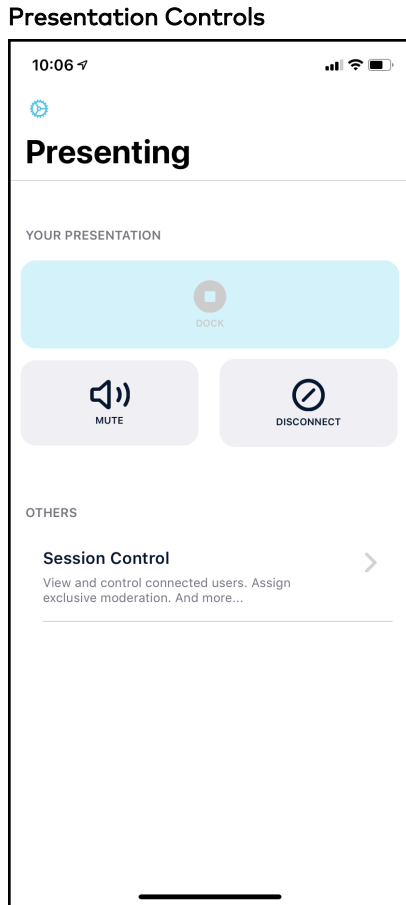 Presentation Controls
10:06
Presenting
YOUR PRESENTATION
DOCK
MUTE
DISCONNECT
OTHERS
Session Control
View and control connected users. Assign
exclusive moderation. And more...